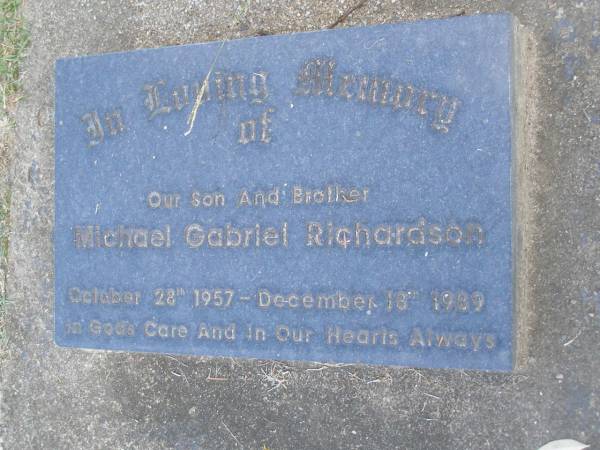 In Loving Memory
of
Our Son And Brother
Michael Gabriel Richardson
October 28th 1957 - December 18th 1989
In Gods Care And In Our Hearts Always